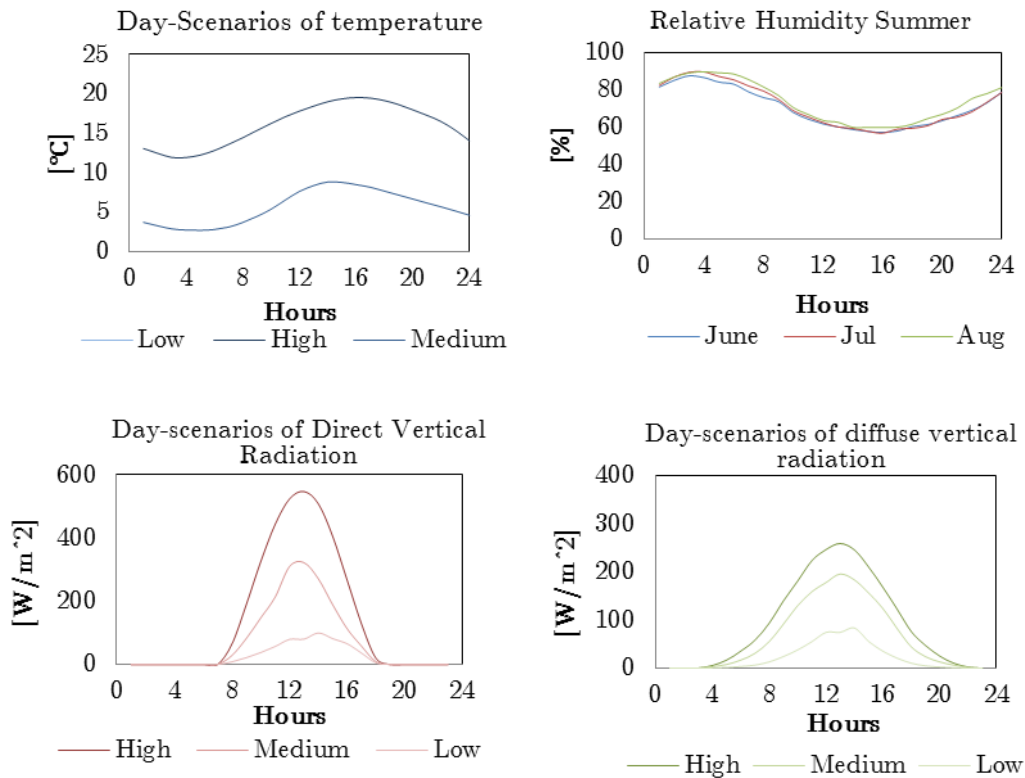 Day-Scenarios of temperature
25
20
15
10
5
0
[℃]
0 4 8 12 16 20 24
Hours
Low High Medium
Relative Humidity Summer
100
80
60
40
20
0
[%]
0 4 8 12 16 20 24
Hours
June Jul Aug
Day-scenarios of Direct Vertical
Radiation
600
400
200
0
[W/m^2]
0 4 8 12 16 20 24
Hours
High Medium Low
Day-scenarios of diffuse vertical
radiation
400
300
200
100
0
[W/m^2]
0 4 8 12 16 20 24
Hours
High Medium Low